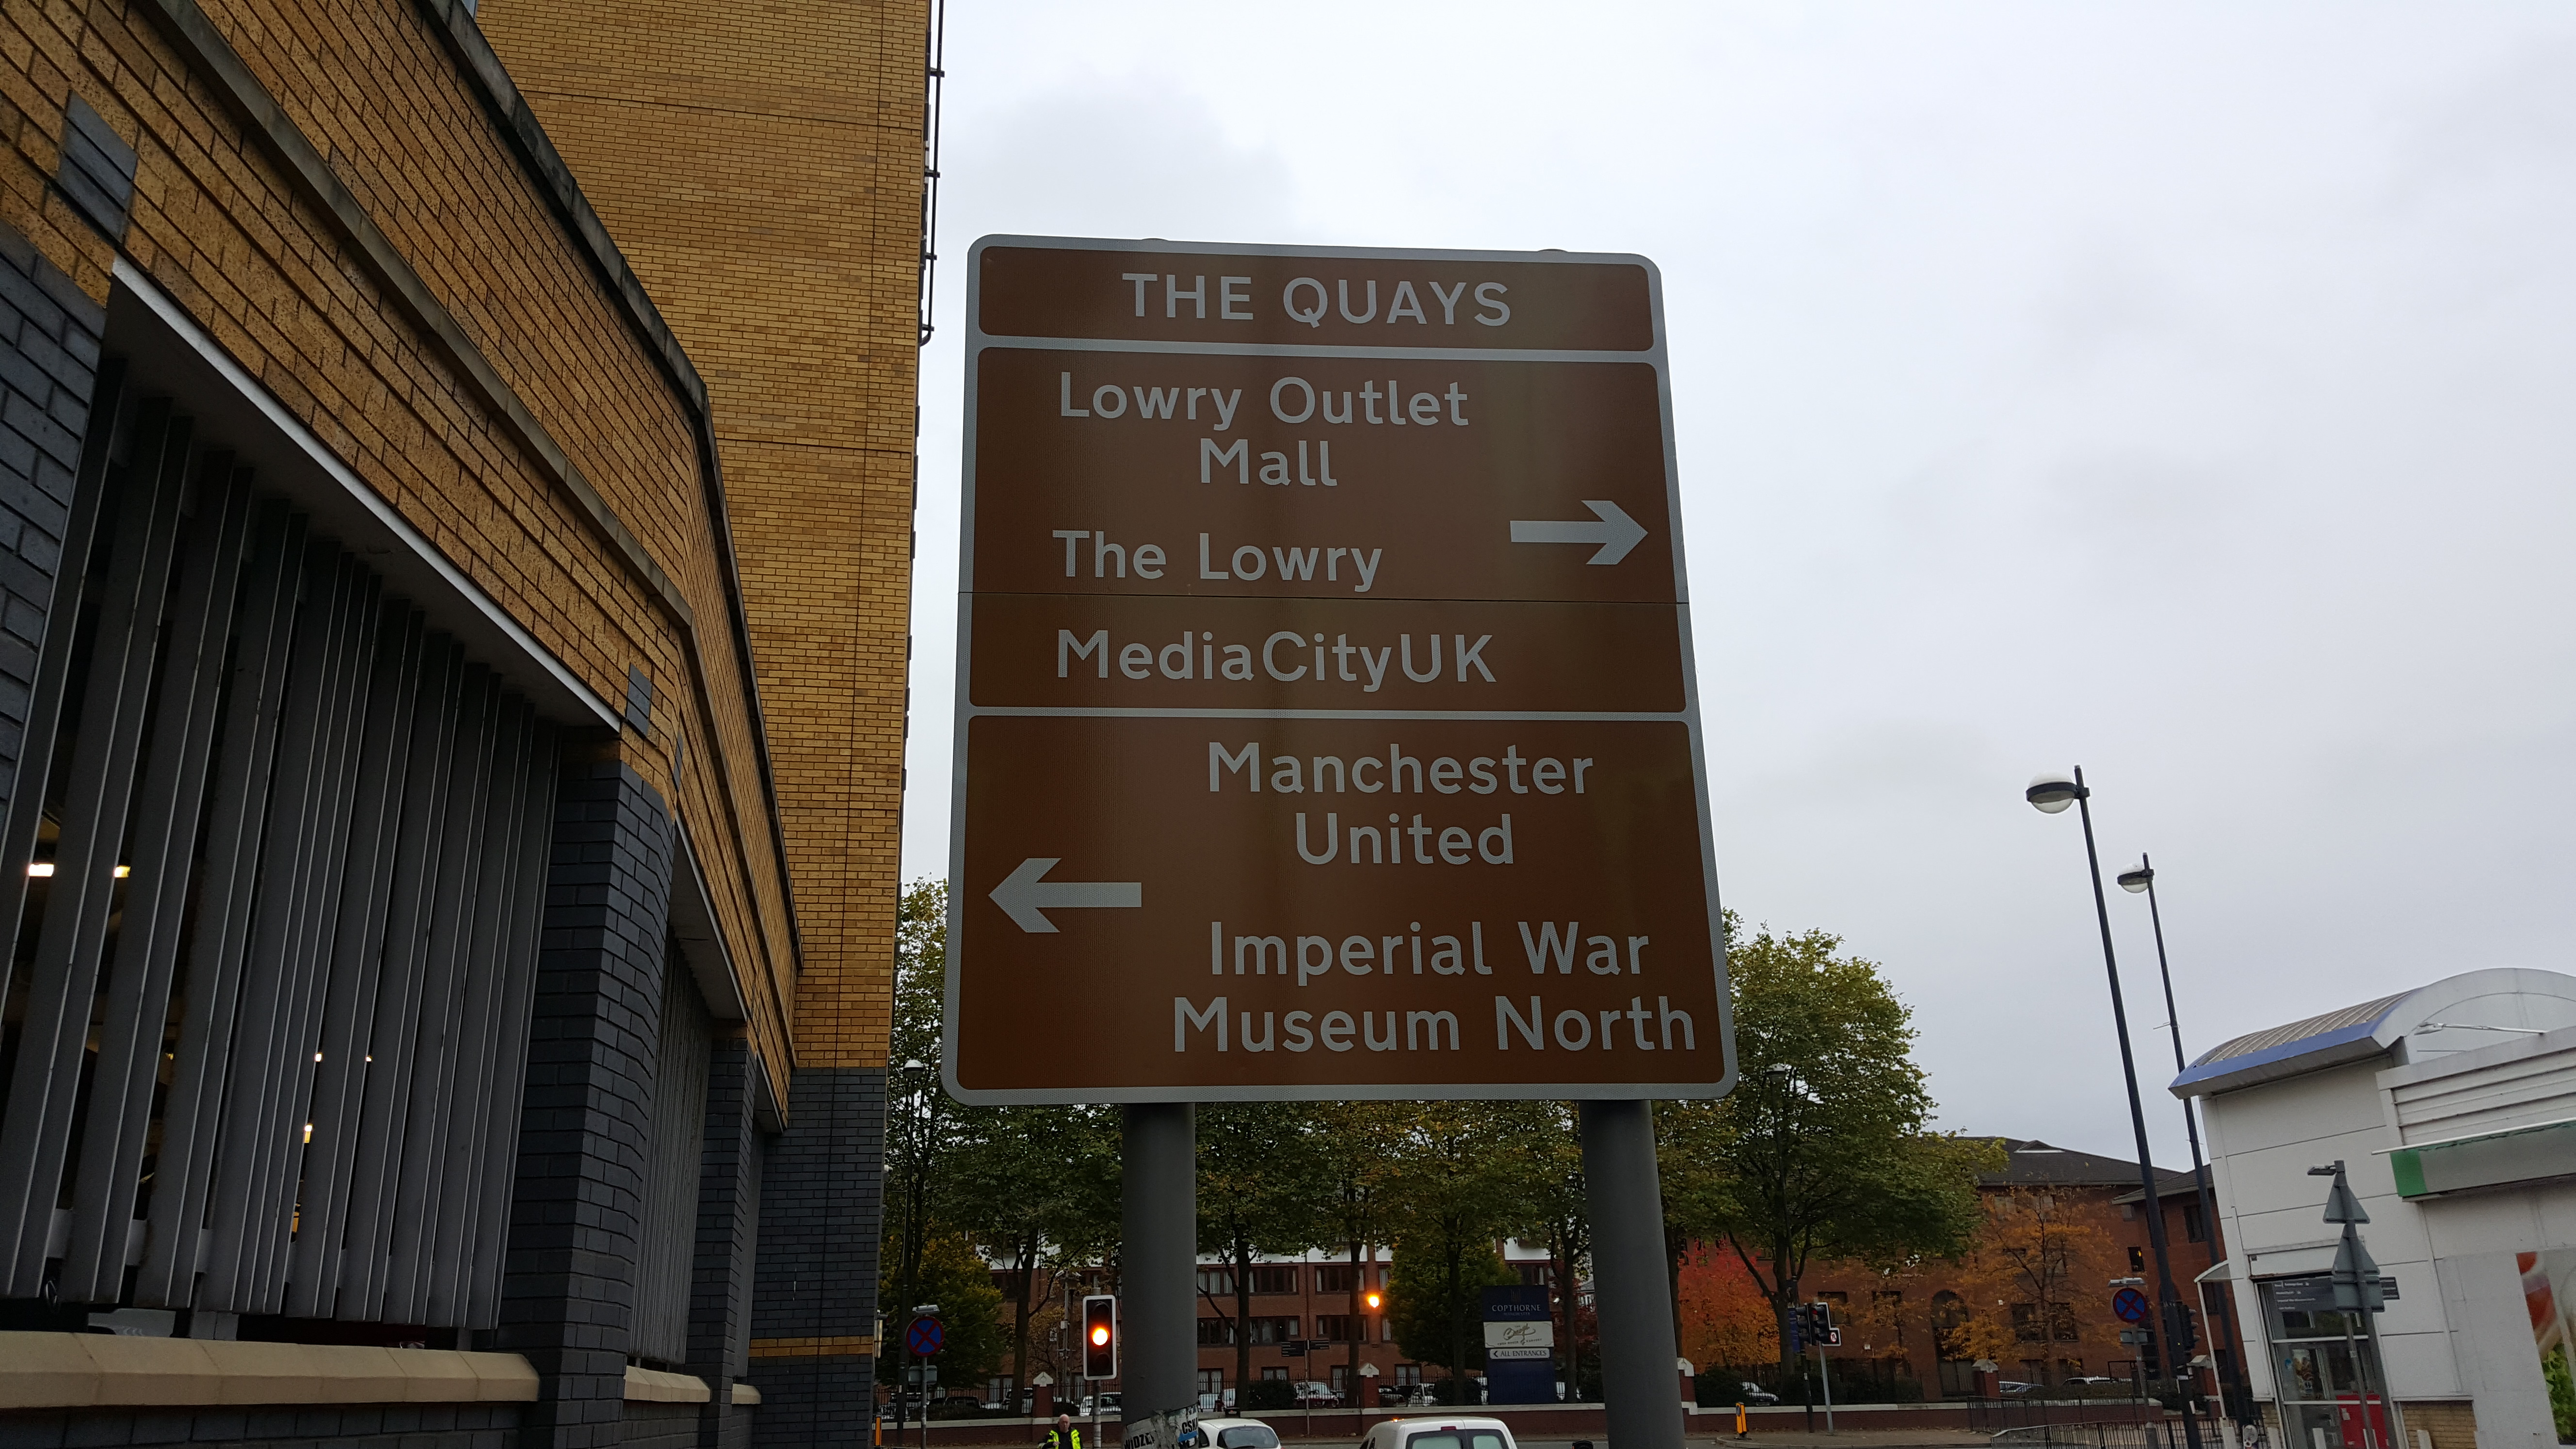 THE QUAYS
Lowry Outlet
Mall
The Lowry
MediaCityUK
Manchester
United
Imperial War
Museum North
COPTHORNE
ALL ENTRANCES